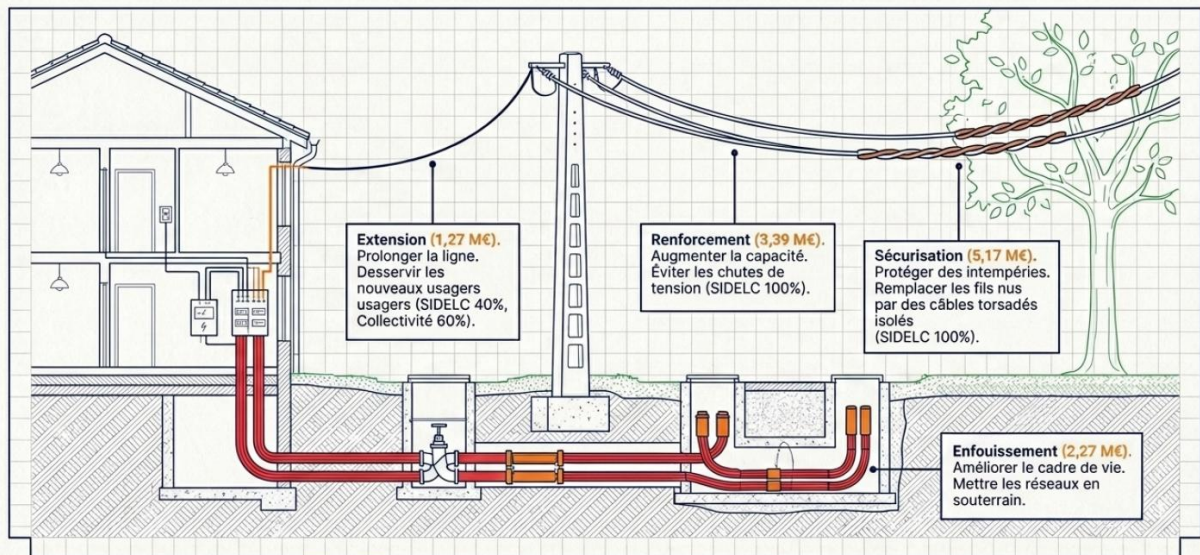 Extension (1,27 M€).
Prolonger la ligne.
Desservir les
nouveaux usagers
usagers (SIDELC 40%,
Collectivité 60%).
Renforcement (3,39 M€).
Augmenter la capacité.
Éviter les chutes de
tension (SIDELC 100%).
Sécurisation (5,17 M€).
Protéger des intempéries.
Remplacer les fils nus
par des câbles torsadés
isolés
(SIDELC 100%).
Enfouissement (2,27 M€).
Améliorer le cadre de vie.
Mettre les réseaux en
souterrain.